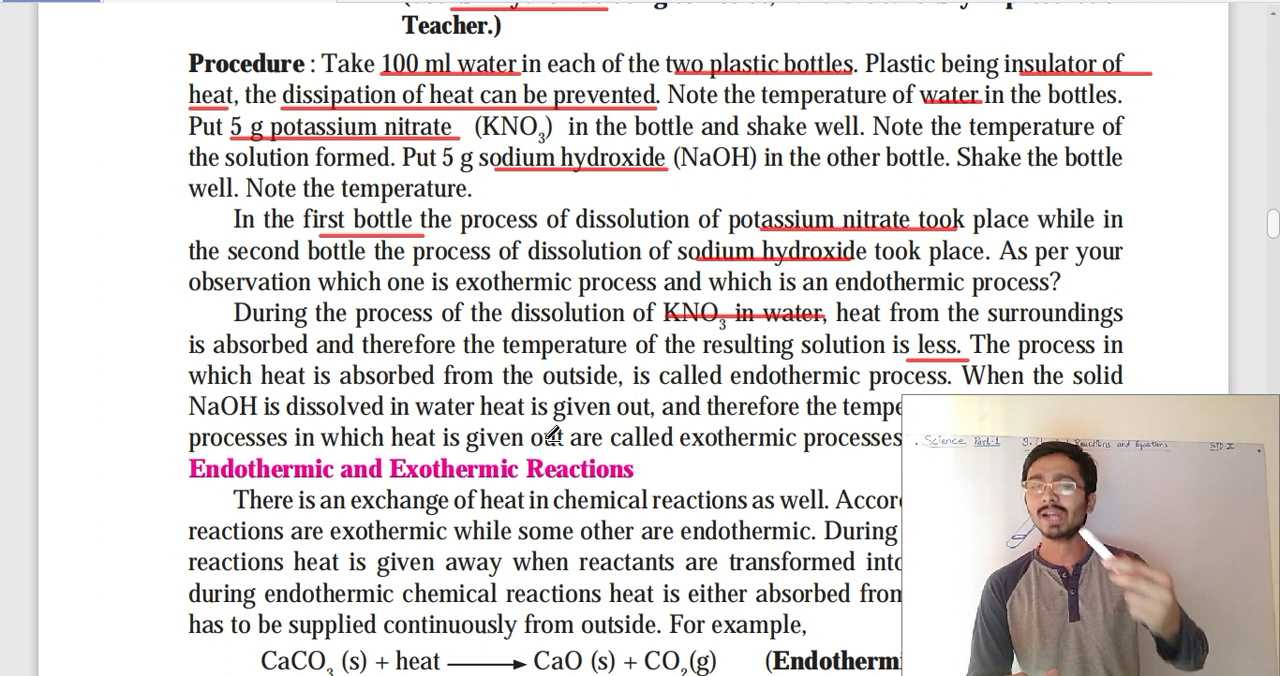 Teacher.)
Procedure : Take 100 ml water in each of the two plastic bottles. Plastic being insulator of
heat, the dissipation of heat can be prevented. Note the temperature of water in the bottles.
Put 5 g potassium nitrate (KNO₃) in the bottle and shake well. Note the temperature of
the solution formed. Put 5 g sodium hydroxide (NaOH) in the other bottle. Shake the bottle
well. Note the temperature.
In the first bottle the process of dissolution of potassium nitrate took place while in
the second bottle the process of dissolution of sodium hydroxide took place. As per your
observation which one is exothermic process and which is an endothermic process?
During the process of the dissolution of KNO₃ in water, heat from the surroundings
is absorbed and therefore the temperature of the resulting solution is less. The process in
which heat is absorbed from the outside, is called endothermic process. When the solid
NaOH is dissolved in water heat is given out, and therefore the tempe
processes in which heat is given out are called exothermic processes
Endothermic and Exothermic Reactions
There is an exchange of heat in chemical reactions as well. Accor
reactions are exothermic while some other are endothermic. During
reactions heat is given away when reactants are transformed into
during endothermic chemical reactions heat is either absorbed from
has to be supplied continuously from outside. For example,
CaCO₃ (s) + heat ⟶ CaO (s) + CO₂(g) (Endotherm
Science Part-1 3. Reactions and Equations STD-X